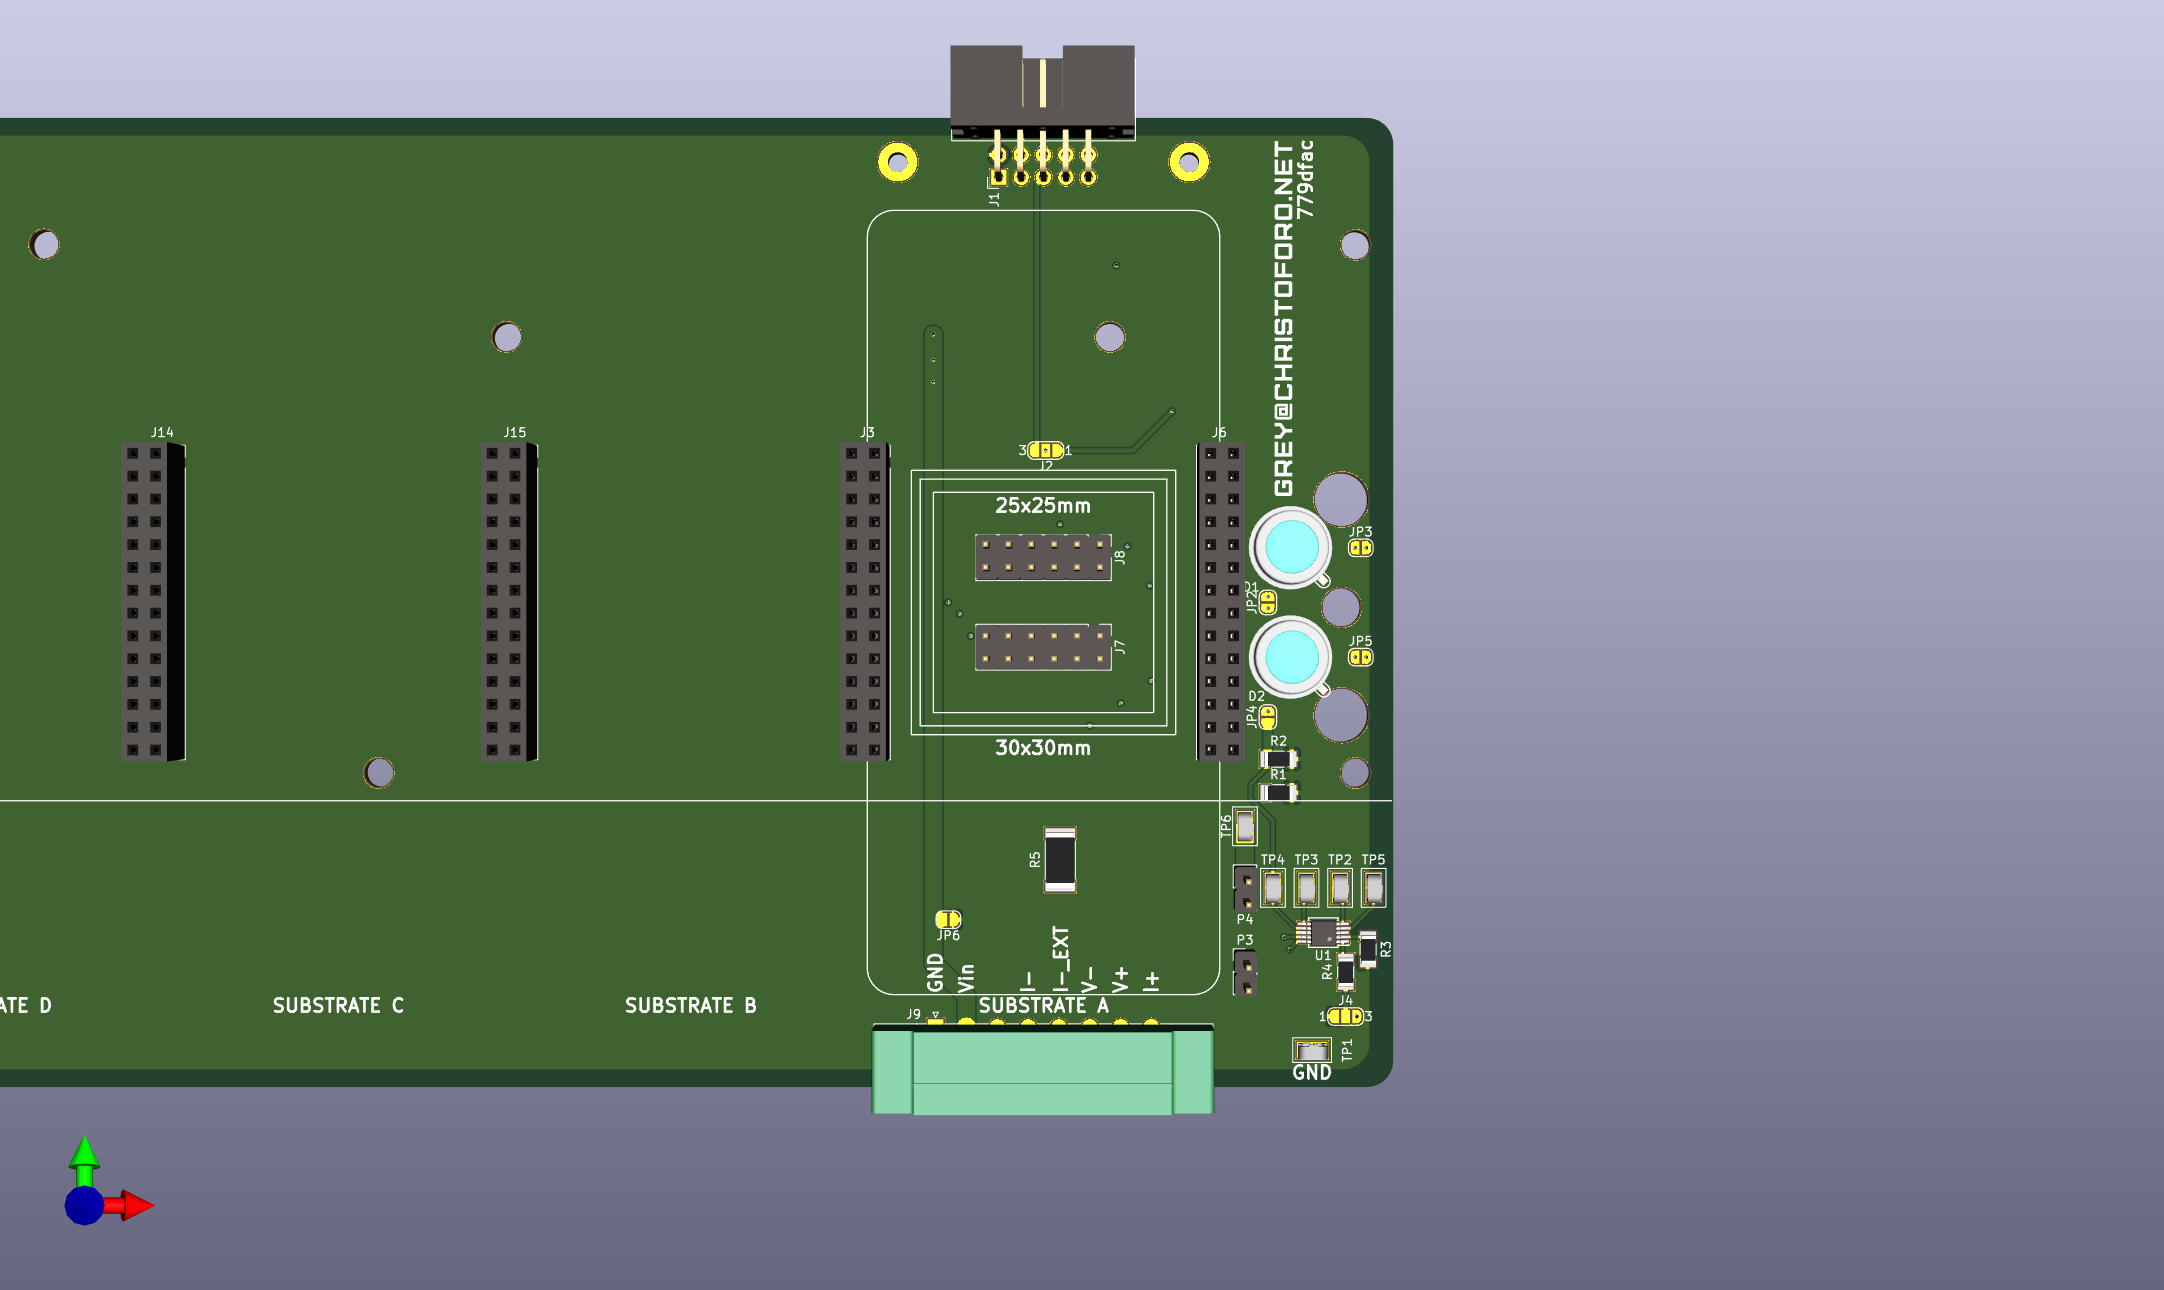 J1
GREY@CHRISTOFORO.NET
779dfac
J14
J15
J3
J6
3
1
J2
25x25mm
J8
J7
30x30mm
JP3
D1
JP2
JP5
D2
JP4
R2
R1
TP6
R5
TP4
TP3
TP2
TP5
P4
JP6
P3
U1
R3
R4
GND
Vin
I-
I-_EXT
V-
V+
I+
ATE D
SUBSTRATE C
SUBSTRATE B
SUBSTRATE A
J9
J4
1
3
TP1
GND